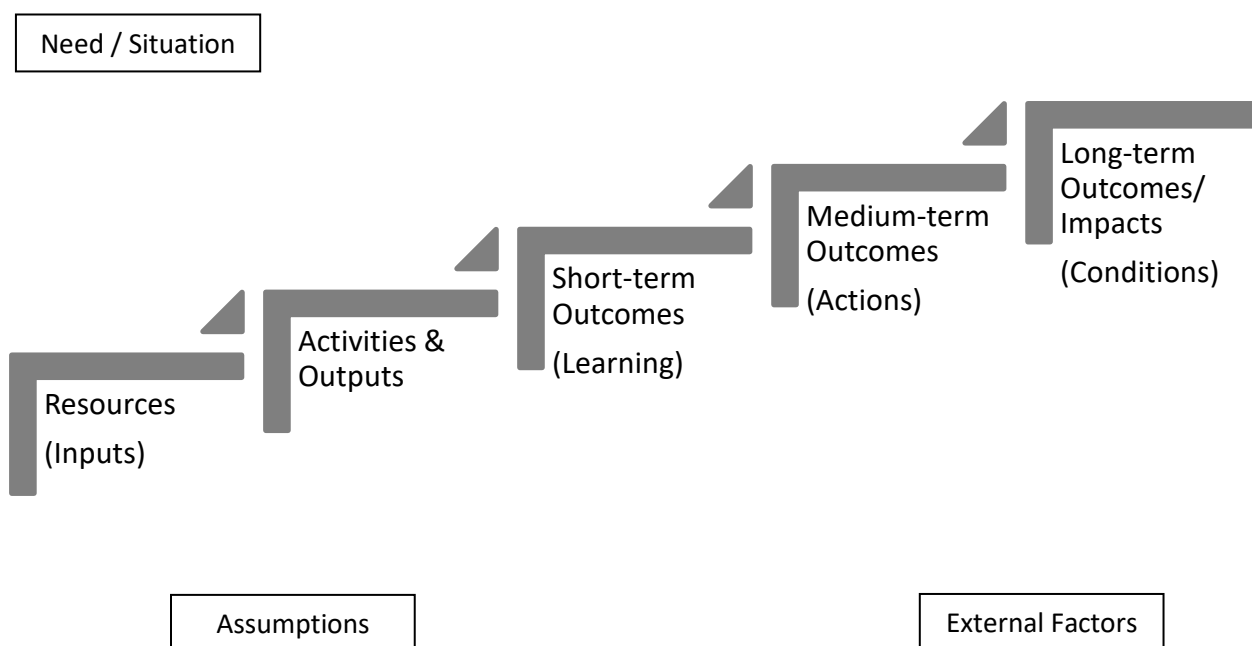 Need / Situation
Resources
(Inputs)
Activities &
Outputs
Short-term
Outcomes
(Learning)
Medium-term
Outcomes
(Actions)
Long-term
Outcomes/
Impacts
(Conditions)
Assumptions
External Factors